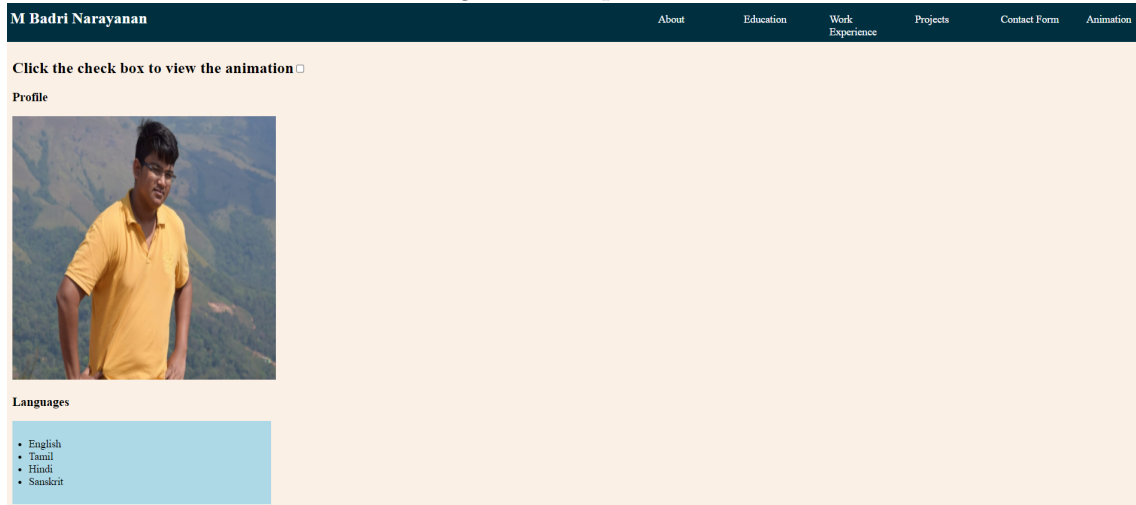 M Badri Narayanan
About
Education
Work
Experience
Projects
Contact Form
Animation
Click the check box to view the animation
Profile
Languages
English
Tamil
Hindi
Sanskrit